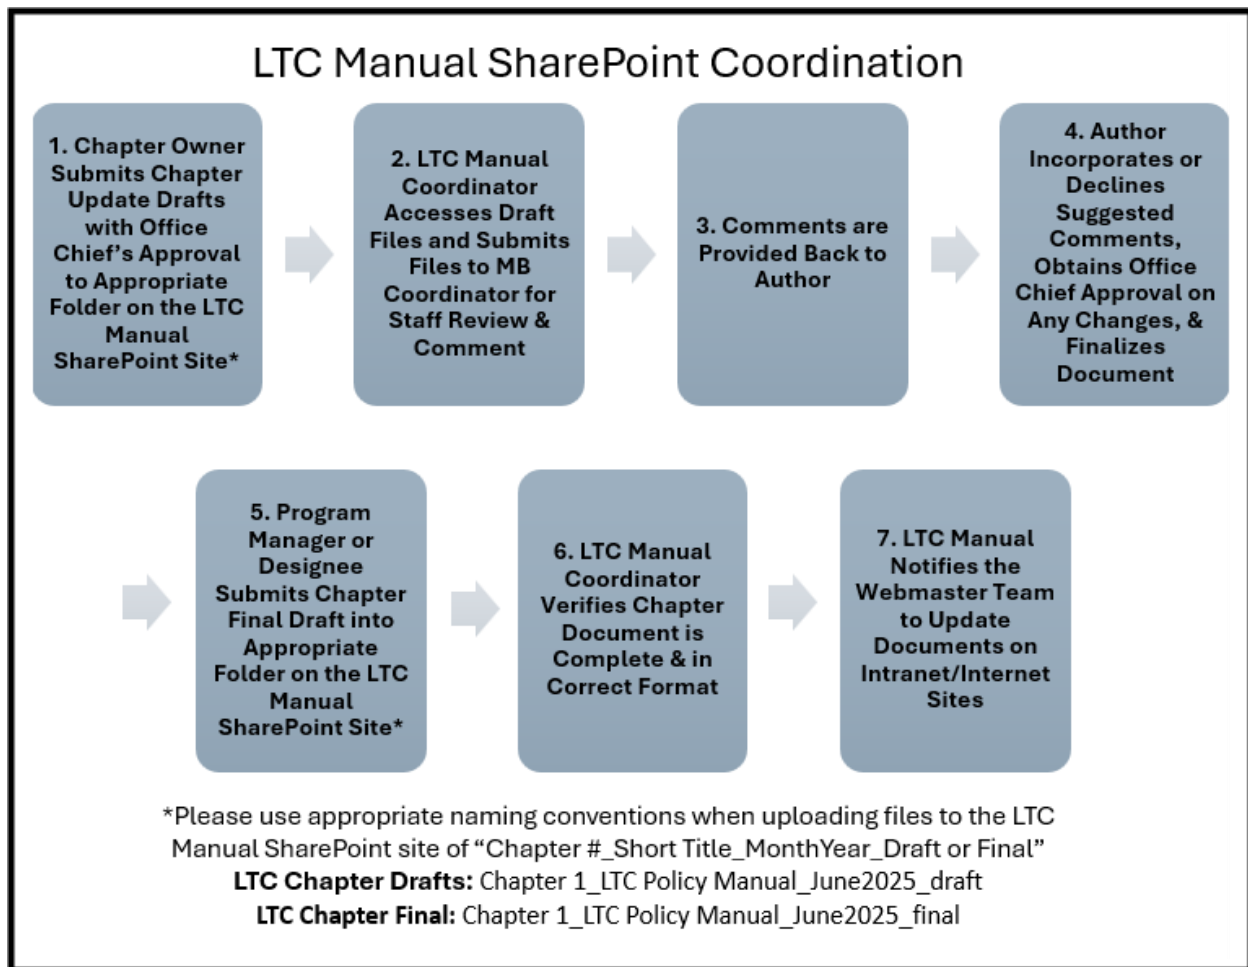 LTC Manual SharePoint Coordination
1. Chapter Owner
Submits Chapter
Update Drafts
with Office
Chief’s Approval
to Appropriate
Folder on the LTC
Manual
SharePoint Site*
2. LTC Manual
Coordinator
Accesses Draft
Files and Submits
Files to MB
Coordinator for
Staff Review &
Comment
3. Comments are
Provided Back to
Author
4. Author
Incorporates or
Declines
Suggested
Comments,
Obtains Office
Chief Approval on
Any Changes, &
Finalizes
Document
5. Program
Manager or
Designee
Submits Chapter
Final Draft into
Appropriate
Folder on the LTC
Manual
SharePoint Site*
6. LTC Manual
Coordinator
Verifies Chapter
Document is
Complete & in
Correct Format
7. LTC Manual
Notifies the
Webmaster Team
to Update
Documents on
Intranet/Internet
Sites
*Please use appropriate naming conventions when uploading files to the LTC
Manual SharePoint site of “Chapter #_Short Title_MonthYear_Draft or Final”
LTC Chapter Drafts: Chapter 1_LTC Policy Manual_June2025_draft
LTC Chapter Final: Chapter 1_LTC Policy Manual_June2025_final